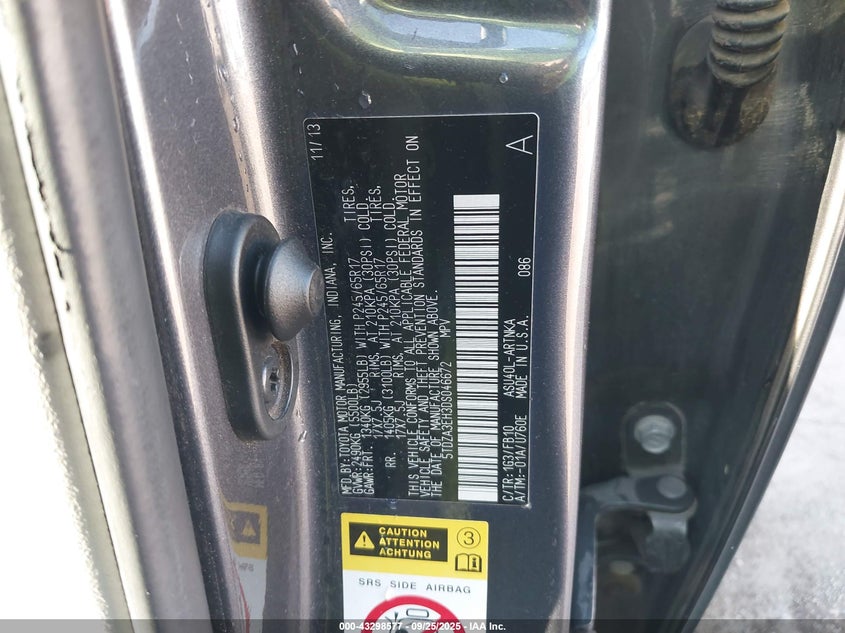 11/13
MFD. BY: TOYOTA MOTOR MANUFACTURING, INDIANA, INC.
GVWR: 2490KG (5500LB)
GAWR: FRT. 1340KG (2955LB) WITH P245/65R17 TIRES,
17X7.5J RIMS, AT 210KPA (30PSI) COLD.
RR. 1405KG (3100LB) WITH P245/65R17 TIRES,
17X7.5J RIMS, AT 210KPA (30PSI) COLD.
THIS VEHICLE CONFORMS TO ALL APPLICABLE FEDERAL MOTOR
VEHICLE SAFETY AND THEFT PREVENTION STANDARDS IN EFFECT ON
THE DATE OF MANUFACTURE SHOWN ABOVE.
5TDZA3EH3DS046672 MPV
C/TR: 1G3/FB10 ASU40L-ARTNKA 086
A/TM: -01A/U760E MADE IN U.S.A.
A
CAUTION
ATTENTION
ACHTUNG
3
SRS SIDE AIRBAG
000-43298577 - 09/25/2025 - IAA Inc.